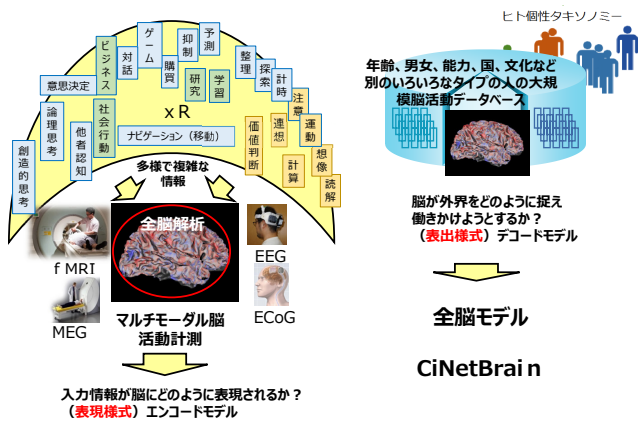 ヒト個性タキソノミー
年齢、男女、能力、国、文化など
別のいろいろなタイプの人の大規
模脳活動データベース
創造的思考
論理思考
意思決定
他者認知
ビジネス
社会行動
対話
ゲーム
購買
抑制
研究
予測
学習
整理
探索
計時
注意
運動
想像
読解
価値判断
連想
計算
xR
ナビゲーション（移動）
多様で複雑な
情報
全脳解析
f MRI
MEG
EEG
ECoG
マルチモーダル脳
活動計測
入力情報が脳にどのように表現されるか？
（表現様式）エンコードモデル
脳が外界をどのように捉え
働きかけようとするか？
（表出様式）デコードモデル
全脳モデル
CiNetBrain